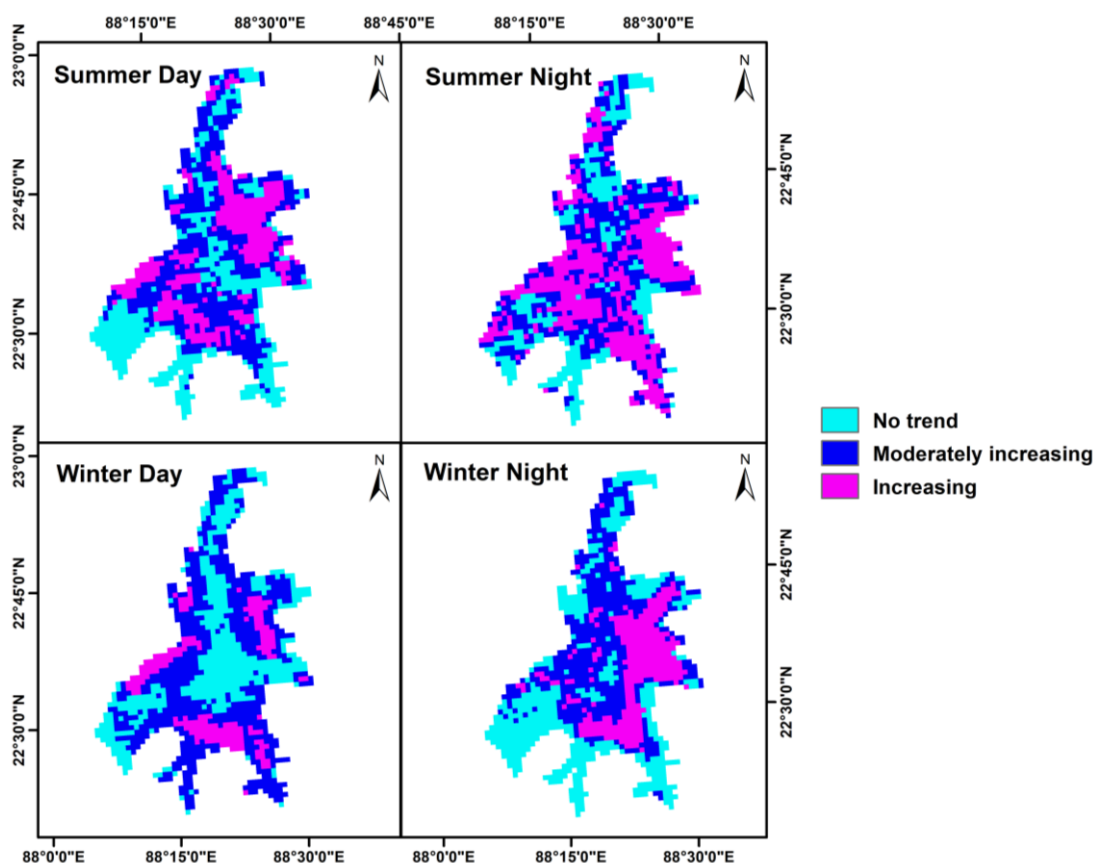 88°15'0"E 88°30'0"E 88°45'0"E 88°15'0"E 88°30'0"E
23°0'0"N
Summer Day
N
Summer Night
N
22°45'0"N
22°45'0"N
22°30'0"N
22°30'0"N
No trend
Moderately increasing
Increasing
23°0'0"N
Winter Day
N
Winter Night
N
22°45'0"N
22°45'0"N
22°30'0"N
22°30'0"N
88°0'0"E 88°15'0"E 88°30'0"E 88°0'0"E 88°15'0"E 88°30'0"E